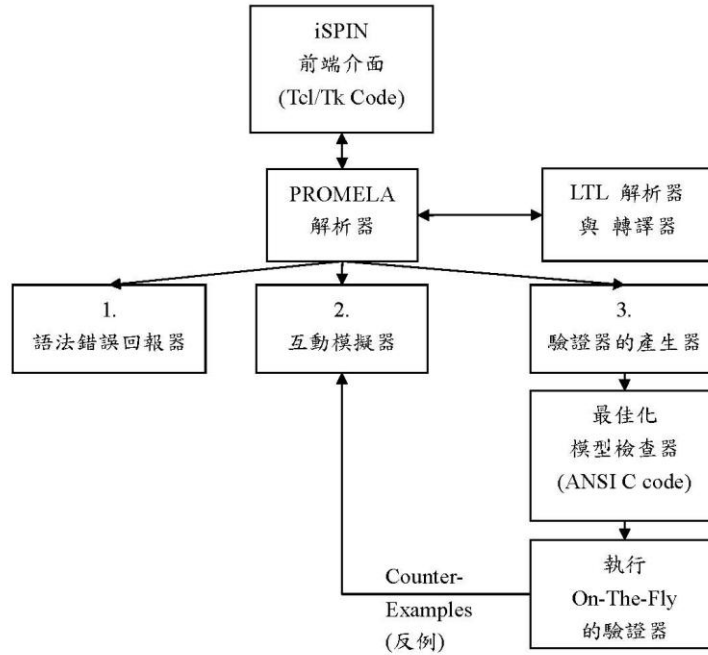 iSPIN
前端介面
(Tcl/Tk Code)
PROMELA
解析器
LTL 解析器
與 轉譯器
1.
語法錯誤回報器
2.
互動模擬器
3.
驗證器的產生器
最佳化
模型檢查器
(ANSI C code)
執行
On-The-Fly
的驗證器
Counter-
Examples
(反例)